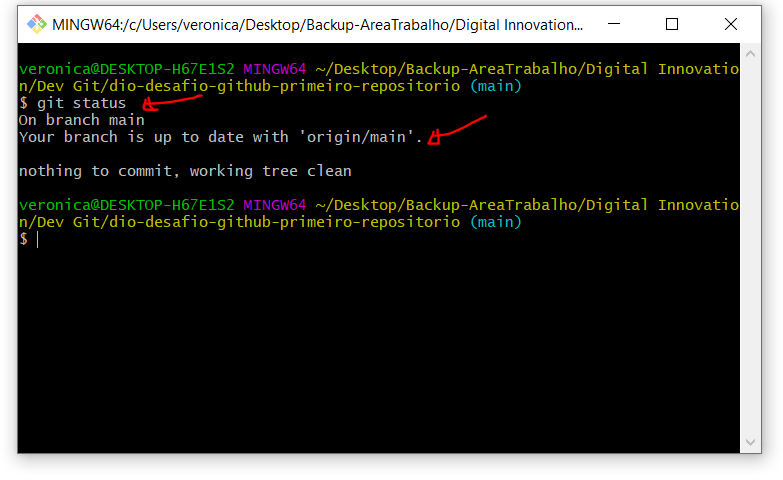 MINGW64:/c/Users/veronica/Desktop/Backup-AreaTrabalho/Digital Innovation...
veronica@DESKTOP-H67E1S2 MINGW64 ~/Desktop/Backup-AreaTrabalho/Digital Innovatio
n/Dev Git/dio-desafio-github-primeiro-repositorio (main)
$ git status
On branch main
Your branch is up to date with 'origin/main'.
nothing to commit, working tree clean
veronica@DESKTOP-H67E1S2 MINGW64 ~/Desktop/Backup-AreaTrabalho/Digital Innovatio
n/Dev Git/dio-desafio-github-primeiro-repositorio (main)
$